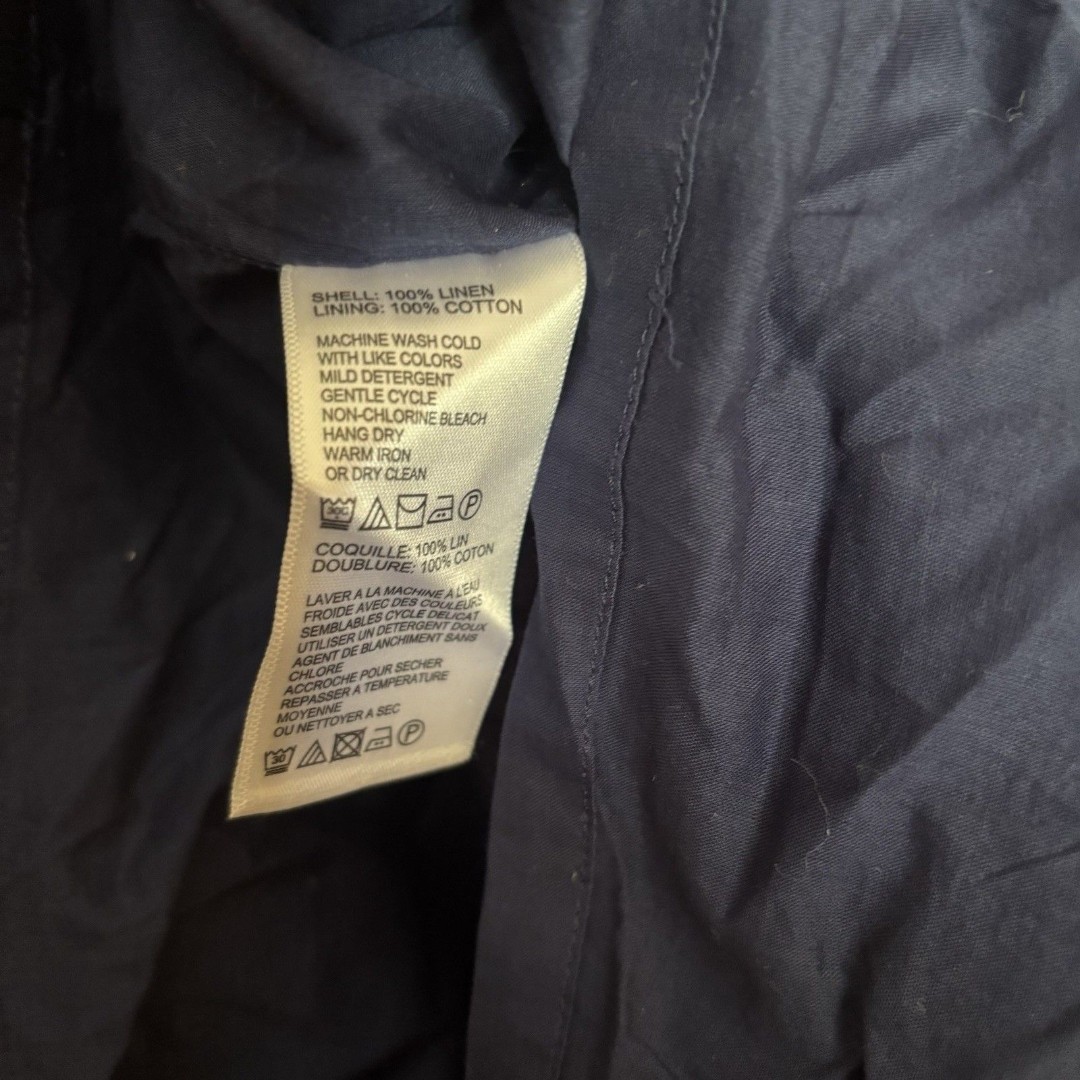 SHELL: 100% LINEN
LINING: 100% COTTON
MACHINE WASH COLD
WITH LIKE COLORS
MILD DETERGENT
GENTLE CYCLE
NON-CHLORINE BLEACH
HANG DRY
WARM IRON
OR DRY CLEAN
30C P
COQUILLE: 100% LIN
DOUBLURE: 100% COTON
LAVER A LA MACHINE A L'EAU
FROIDE AVEC DES COULEURS
SEMBLABLES CYCLE DELICAT
UTILISER UN DETERGENT DOUX
AGENT DE BLANCHIMENT SANS
CHLORE
ACCROCHE POUR SECHER
REPASSER A TEMPERATURE
MOYENNE
OU NETTOYER A SEC
30 P